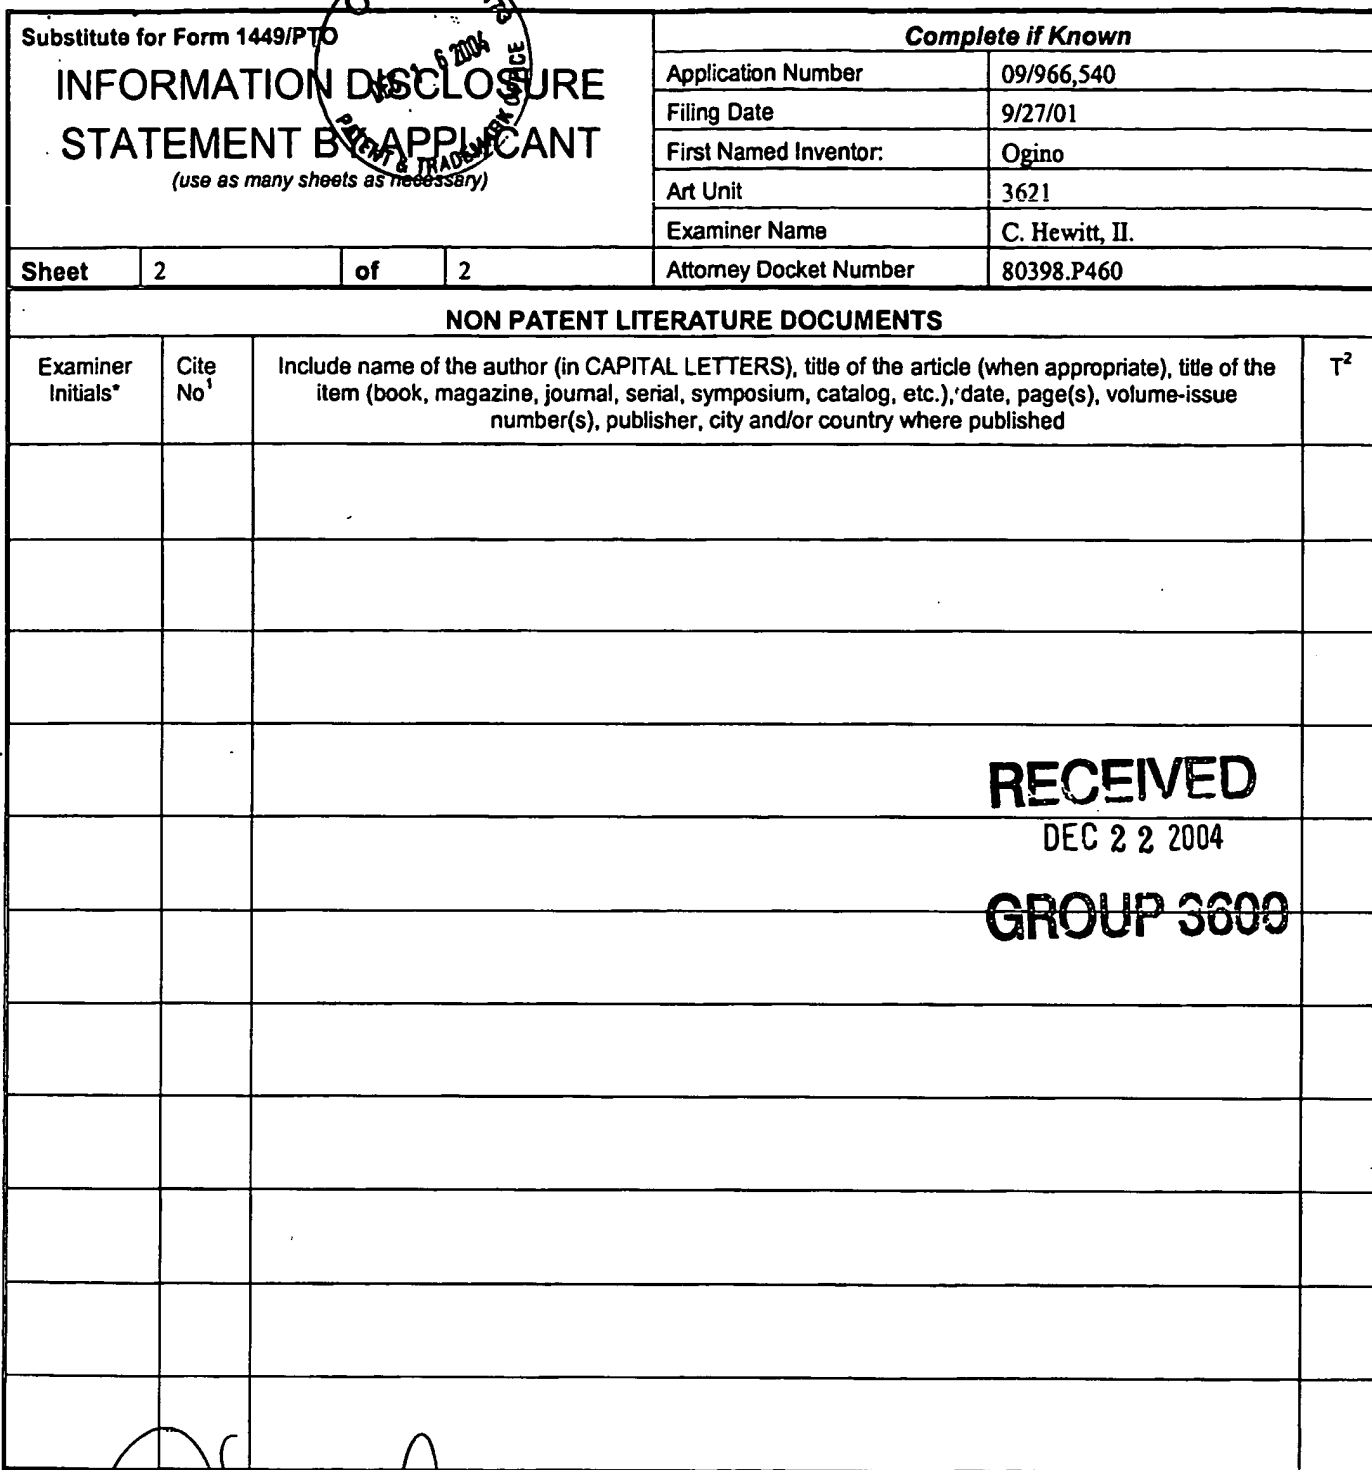 Substitute for Form 1449/PTO
INFORMATION DISCLOSURE
STATEMENT BY APPLICANT
(use as many sheets as necessary)
Sheet 2 of 2
Complete if Known
Application Number 09/966,540
Filing Date 9/27/01
First Named Inventor: Ogino
Art Unit 3621
Examiner Name C. Hewitt, II.
Attorney Docket Number 80398.P460
6 2004
PATENT & TRADEMARK OFFICE
NON PATENT LITERATURE DOCUMENTS
Examiner
Initials*
Cite
No¹
Include name of the author (in CAPITAL LETTERS), title of the article (when appropriate), title of the
item (book, magazine, journal, serial, symposium, catalog, etc.), date, page(s), volume-issue
number(s), publisher, city and/or country where published
T²
RECEIVED
DEC 22 2004
GROUP 3600